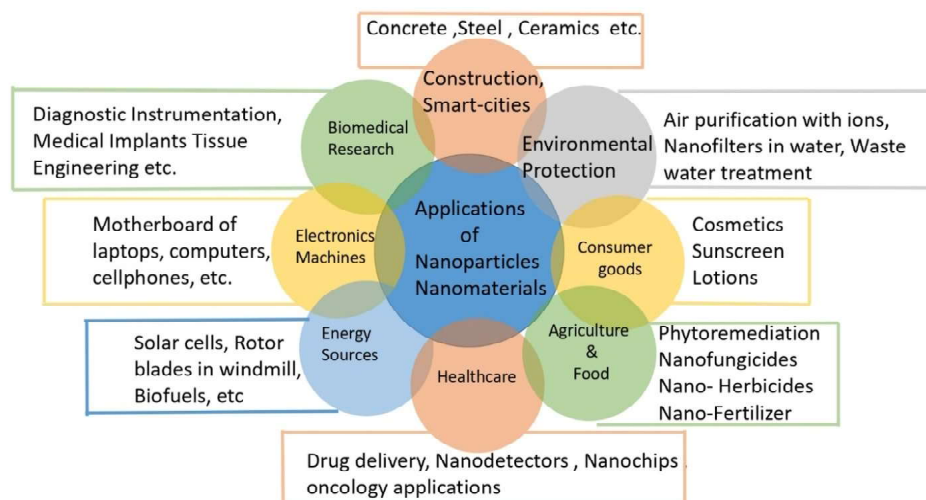 Concrete ,Steel , Ceramics etc.
Construction,
Smart-cities
Diagnostic Instrumentation,
Medical Implants Tissue
Engineering etc.
Biomedical
Research
Environmental
Protection
Air purification with ions,
Nanofilters in water, Waste
water treatment
Motherboard of
laptops, computers,
cellphones, etc.
Electronics
Machines
Applications
of
Nanoparticles
Nanomaterials
Consumer
goods
Cosmetics
Sunscreen
Lotions
Solar cells, Rotor
blades in windmill,
Biofuels, etc
Energy
Sources
Healthcare
Agriculture
&
Food
Phytoremediation
Nanofungicides
Nano- Herbicides
Nano-Fertilizer
Drug delivery, Nanodetectors , Nanochips .
oncology applications